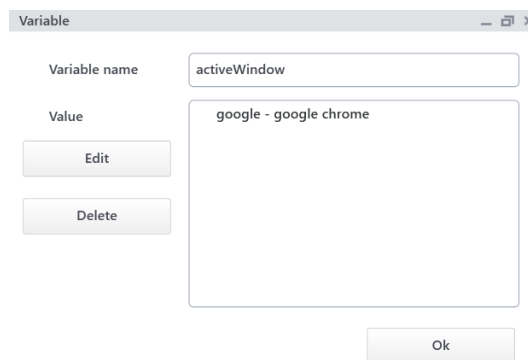 Variable
Variable name
activeWindow
Value
google - google chrome
Edit
Delete
Ok